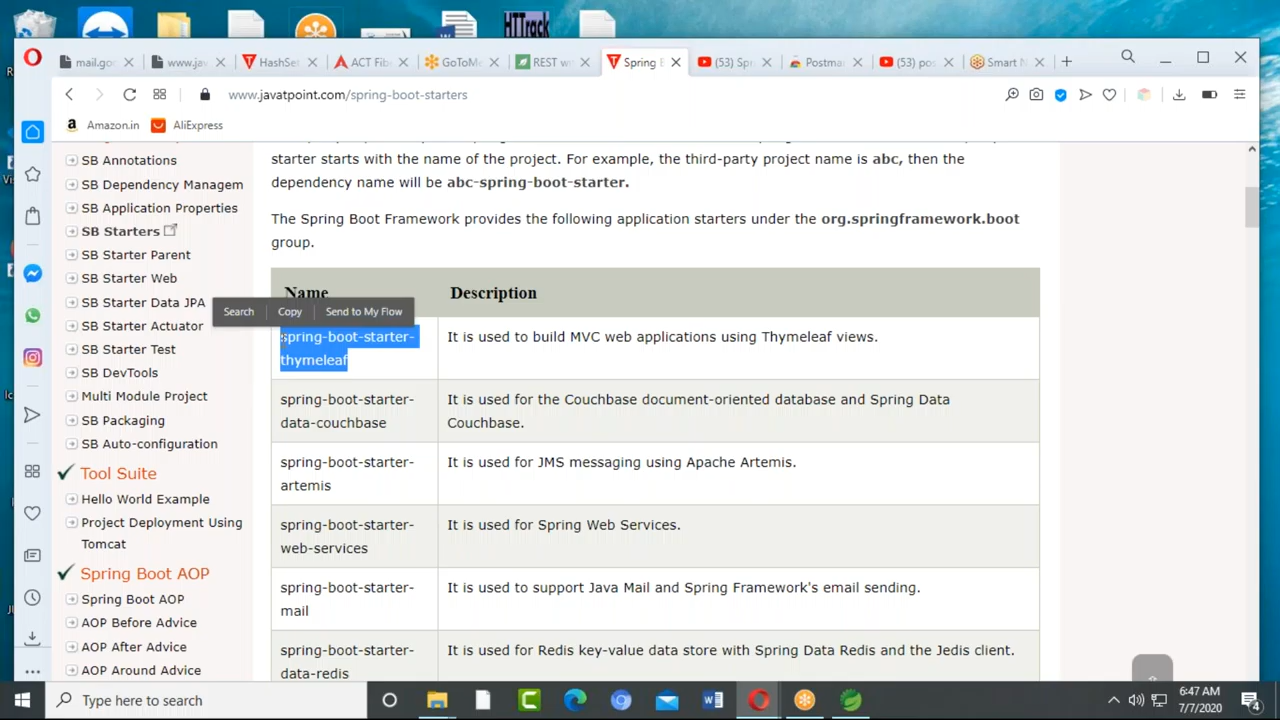 HTTrack
mail.goo
www.jav
HashSet
ACT Fib
GoToMe
REST w
Spring B
(53) Spr
Postma
(53) pos
Smart N
www.javatpoint.com/spring-boot-starters
Amazon.in
AliExpress
SB Annotations
SB Dependency Managem
SB Application Properties
SB Starters
SB Starter Parent
SB Starter Web
SB Starter Data JPA
SB Starter Actuator
SB Starter Test
SB DevTools
Multi Module Project
SB Packaging
SB Auto-configuration
Tool Suite
Hello World Example
Project Deployment Using
Tomcat
Spring Boot AOP
Spring Boot AOP
AOP Before Advice
AOP After Advice
AOP Around Advice
starter starts with the name of the project. For example, the third-party project name is abc, then the
dependency name will be abc-spring-boot-starter.
The Spring Boot Framework provides the following application starters under the org.springframework.boot
group.
Name Description
Search Copy Send to My Flow
spring-boot-starter- It is used to build MVC web applications using Thymeleaf views.
thymeleaf
spring-boot-starter- It is used for the Couchbase document-oriented database and Spring Data
data-couchbase Couchbase.
spring-boot-starter- It is used for JMS messaging using Apache Artemis.
artemis
spring-boot-starter- It is used for Spring Web Services.
web-services
spring-boot-starter- It is used to support Java Mail and Spring Framework's email sending.
mail
spring-boot-starter- It is used for Redis key-value data store with Spring Data Redis and the Jedis client.
data-redis
Type here to search
6:47 AM
7/7/2020
4